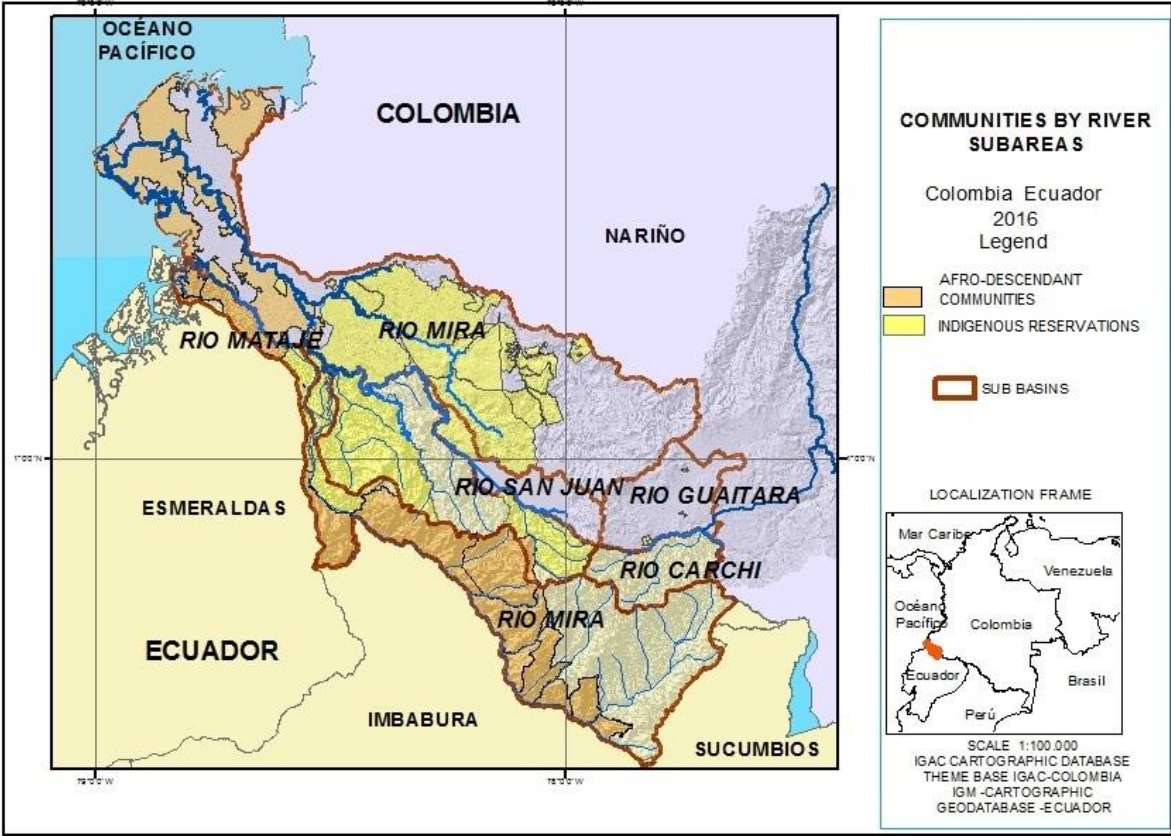 OCÉANO
PACÍFICO
COLOMBIA
NARIÑO
RIO MATAJE
RIO MIRA
RIO SAN JUAN
RIO GUAITARA
ESMERALDAS
RIO CARCHI
RIO MIRA
ECUADOR
IMBABURA
SUCUMBIOS
COMMUNITIES BY RIVER
SUBAREAS
Colombia Ecuador
2016
Legend
AFRO-DESCENDANT
COMMUNITIES
INDIGENOUS RESERVATIONS
SUB BASINS
LOCALIZATION FRAME
Mar Caribe
Venezuela
Océano
Pacífico
Colombia
Ecuador
Brasil
Perú
SCALE 1:100.000
IGAC CARTOGRAPHIC DATABASE
THEME BASE IGAC-COLOMBIA
IGM -CARTOGRAPHIC
GEODATABASE -ECUADOR